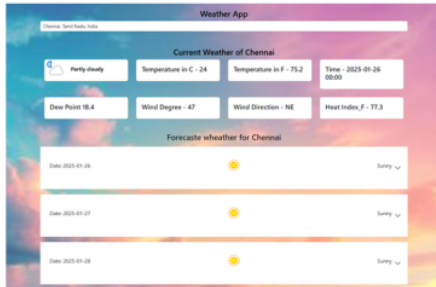 Weather App
Chennai, Tamil Nadu, India
Current Weather of Chennai
Partly cloudy
Temperature in C - 24
Temperature in F - 75.2
Time - 2025-01-26
00:00
Dew Point 18.4
Wind Degree - 47
Wind Direction - NE
Heat Index_F - 77.3
Forecaste wheather for Chennai
Date: 2025-01-26
Sunny
Date: 2025-01-27
Sunny
Date: 2025-01-28
Sunny